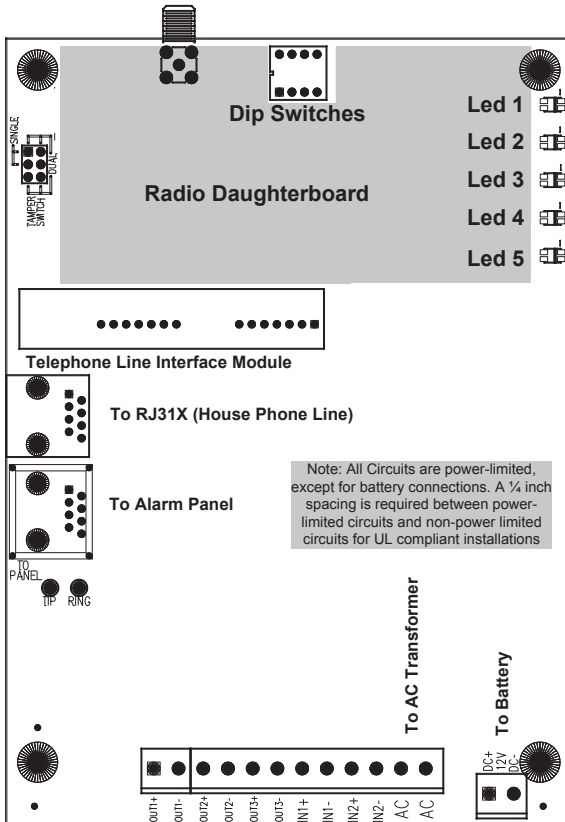 Dip Switches
Led 1
Led 2
Led 3
Led 4
Led 5
SINGLE
DUAL
TAMPER
SWITCH
Radio Daughterboard
Telephone Line Interface Module
To RJ31X (House Phone Line)
To Alarm Panel
Note: All Circuits are power-limited,
except for battery connections. A ¼ inch
spacing is required between power-
limited circuits and non-power limited
circuits for UL compliant installations
TO
PANEL
TIP RING
To AC Transformer
To Battery
DC+
12V
DC-
OUT1+
OUT1-
OUT2+
OUT2-
OUT3+
OUT3-
IN1+
IN1-
IN2+
IN2-
AC
AC